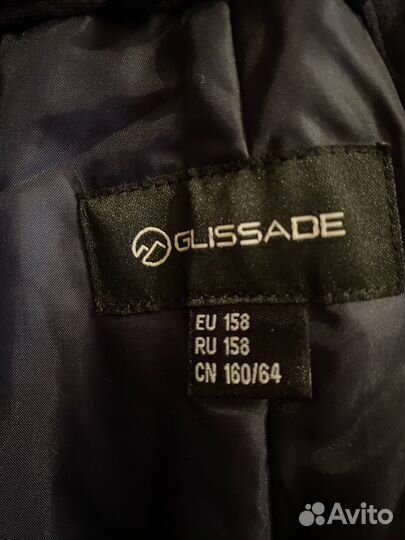 GLISSADE
EU 158
RU 158
CN 160/64
Avito